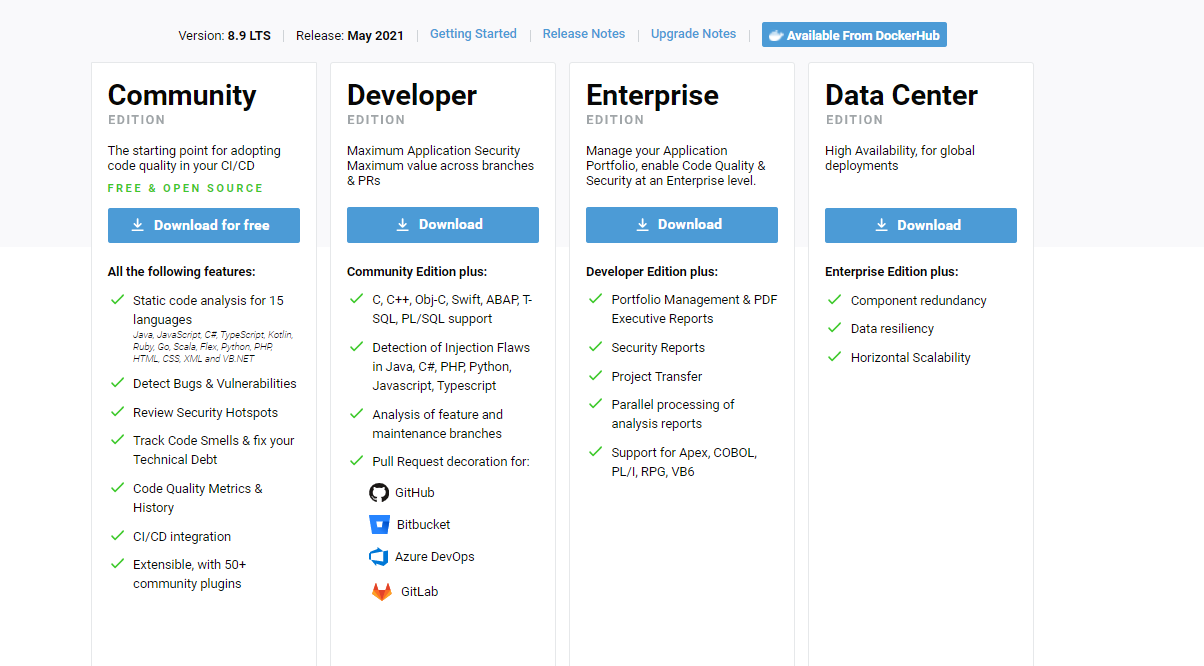 Version: 8.9 LTS
Release: May 2021
Getting Started
Release Notes
Upgrade Notes
Available From DockerHub
Community
EDITION
The starting point for adopting
code quality in your CI/CD
FREE & OPEN SOURCE
Download for free
All the following features:
Static code analysis for 15
languages
Java, JavaScript, C#, TypeScript, Kotlin,
Ruby, Go, Scala, Flex, Python, PHP,
HTML, CSS, XML and VB.NET
Detect Bugs & Vulnerabilities
Review Security Hotspots
Track Code Smells & fix your
Technical Debt
Code Quality Metrics &
History
CI/CD integration
Extensible, with 50+
community plugins
Developer
EDITION
Maximum Application Security
Maximum value across branches
& PRs
Download
Community Edition plus:
C, C++, Obj-C, Swift, ABAP, T-
SQL, PL/SQL support
Detection of Injection Flaws
in Java, C#, PHP, Python,
Javascript, Typescript
Analysis of feature and
maintenance branches
Pull Request decoration for:
GitHub
Bitbucket
Azure DevOps
GitLab
Enterprise
EDITION
Manage your Application
Portfolio, enable Code Quality &
Security at an Enterprise level.
Download
Developer Edition plus:
Portfolio Management & PDF
Executive Reports
Security Reports
Project Transfer
Parallel processing of
analysis reports
Support for Apex, COBOL,
PL/I, RPG, VB6
Data Center
EDITION
High Availability, for global
deployments
Download
Enterprise Edition plus:
Component redundancy
Data resiliency
Horizontal Scalability